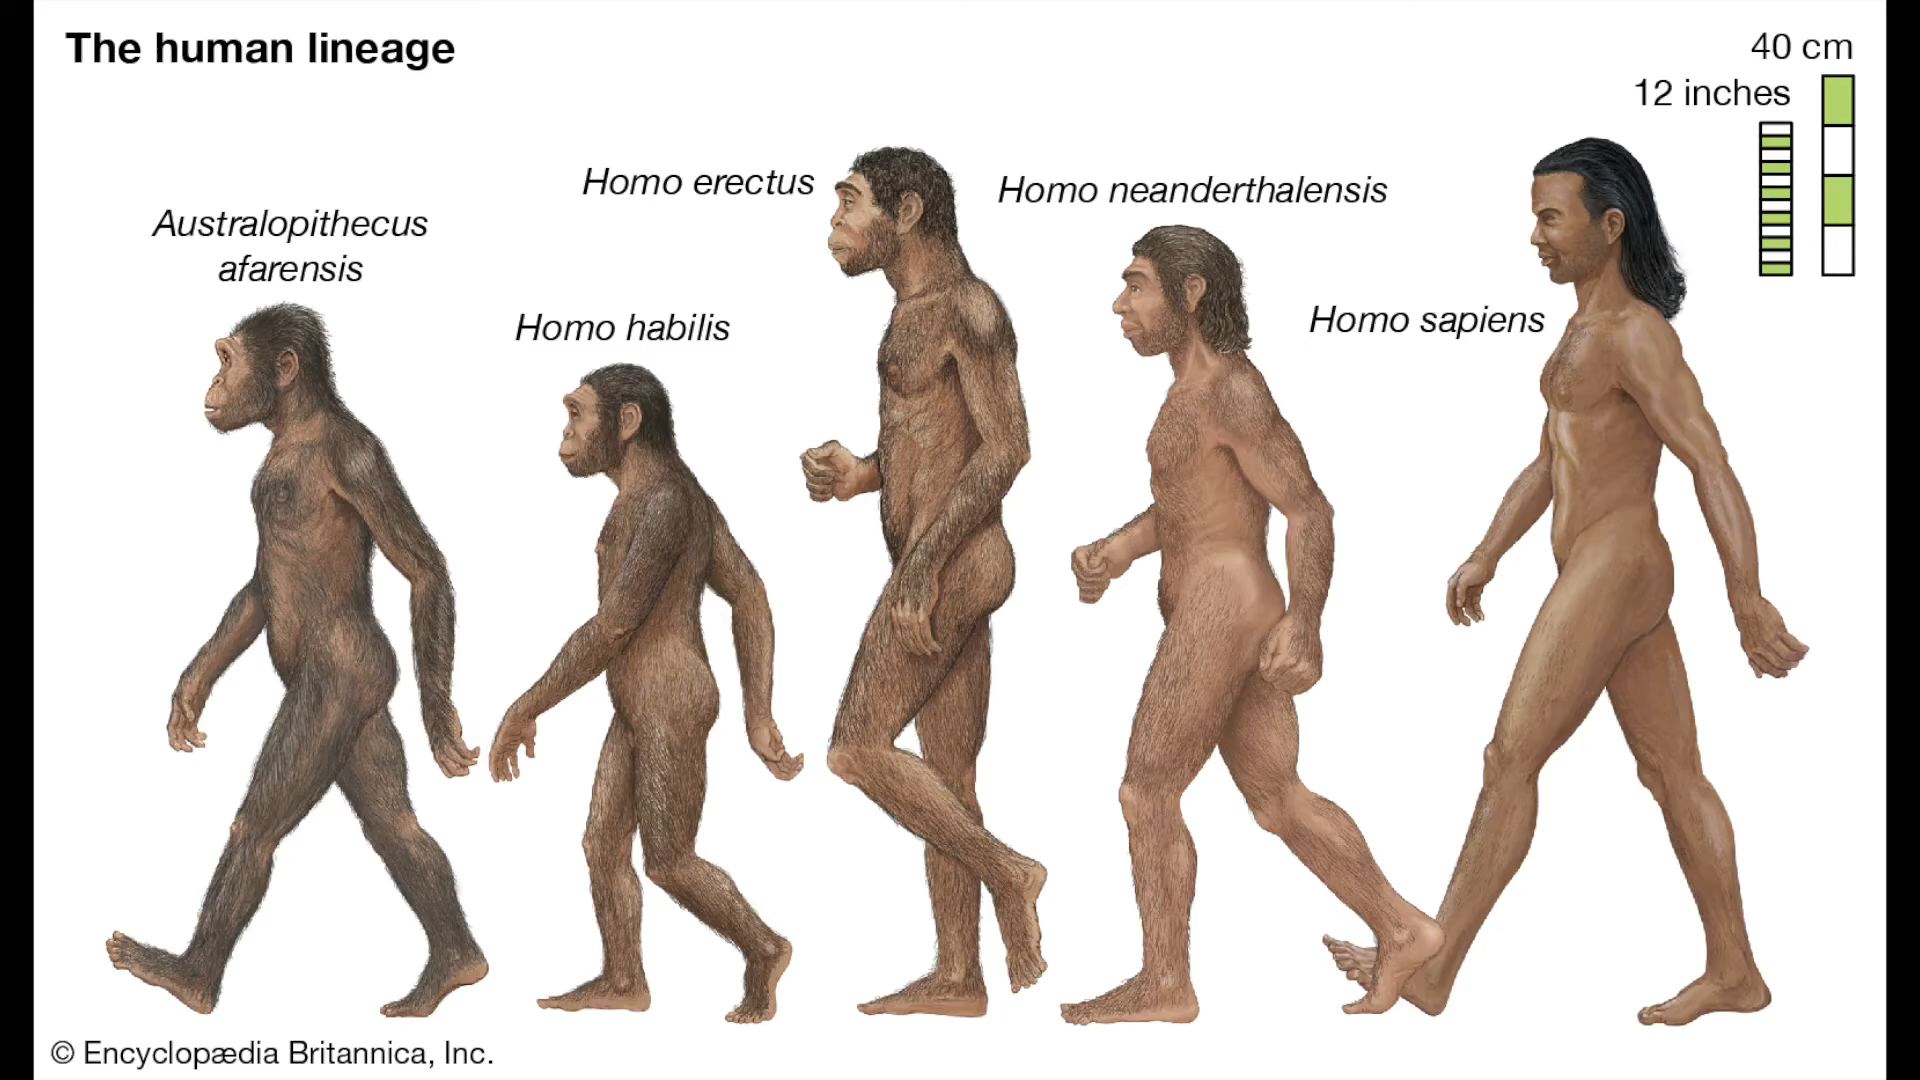 The human lineage
40 cm
12 inches
Homo erectus
Homo neanderthalensis
Australopithecus
afarensis
Homo habilis
Homo sapiens
© Encyclopædia Britannica, Inc.